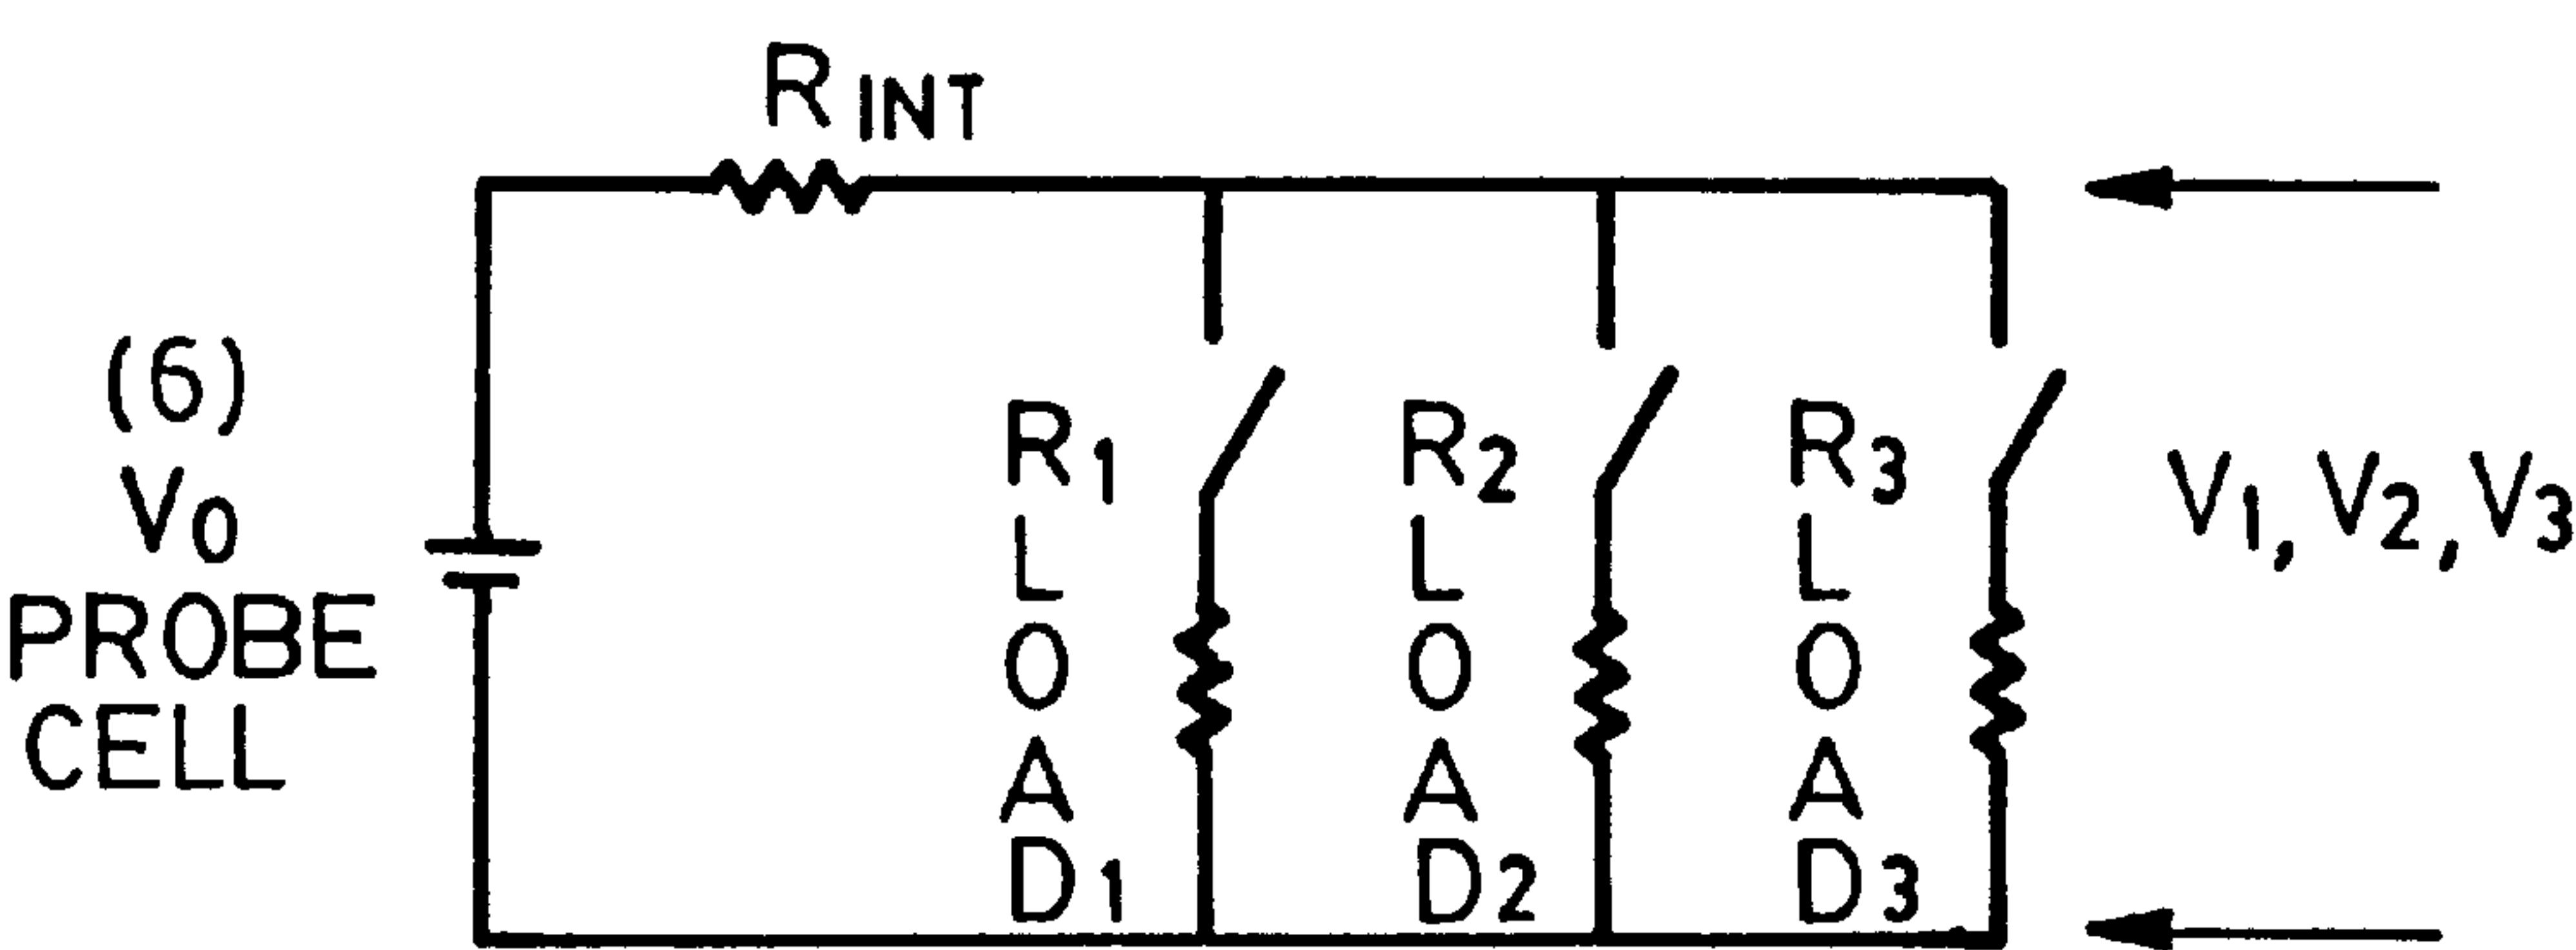 R INT
(6)
V0
PROBE
CELL
R1
L
O
A
D1
R2
L
O
A
D2
R3
L
O
A
D3
V1, V2, V3